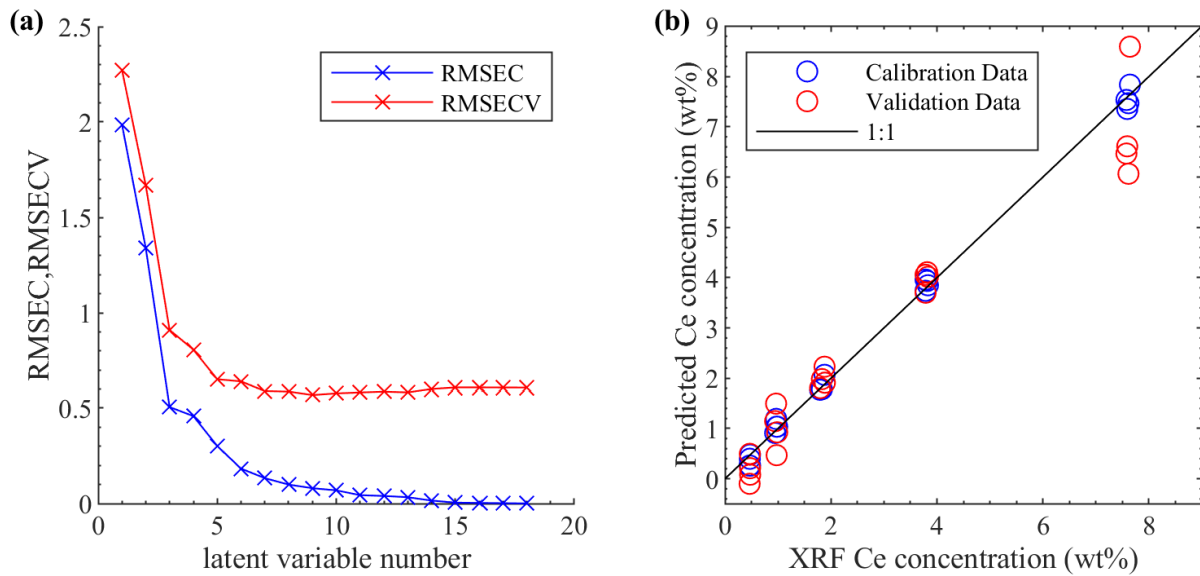 (a)
RMSEC,RMSECV
2.5
2
1.5
1
0.5
0
0
5
10
15
20
latent variable number
RMSEC
RMSECV
(b)
Predicted Ce concentration (wt%)
9
8
7
6
5
4
3
2
1
0
0
2
4
6
8
XRF Ce concentration (wt%)
Calibration Data
Validation Data
1:1